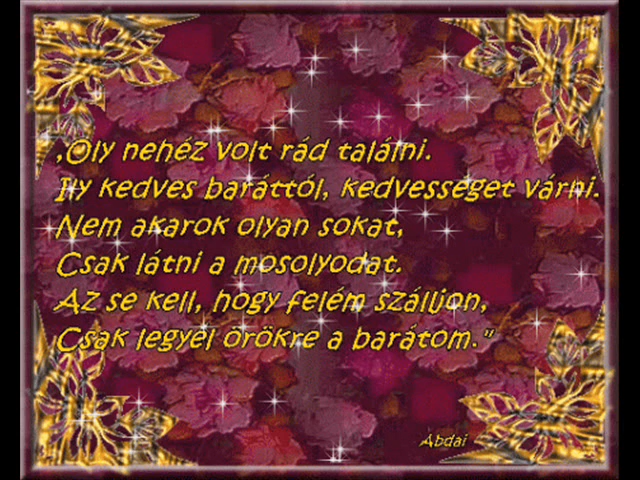 „Oly nehéz volt rád találni.
Ily kedves baráttól, kedvességet várni.
Nem akarok olyan sokat,
Csak látni a mosolyodat.
Az se kell, hogy felém szálljon,
Csak legyél örökre a barátom."
Abdai